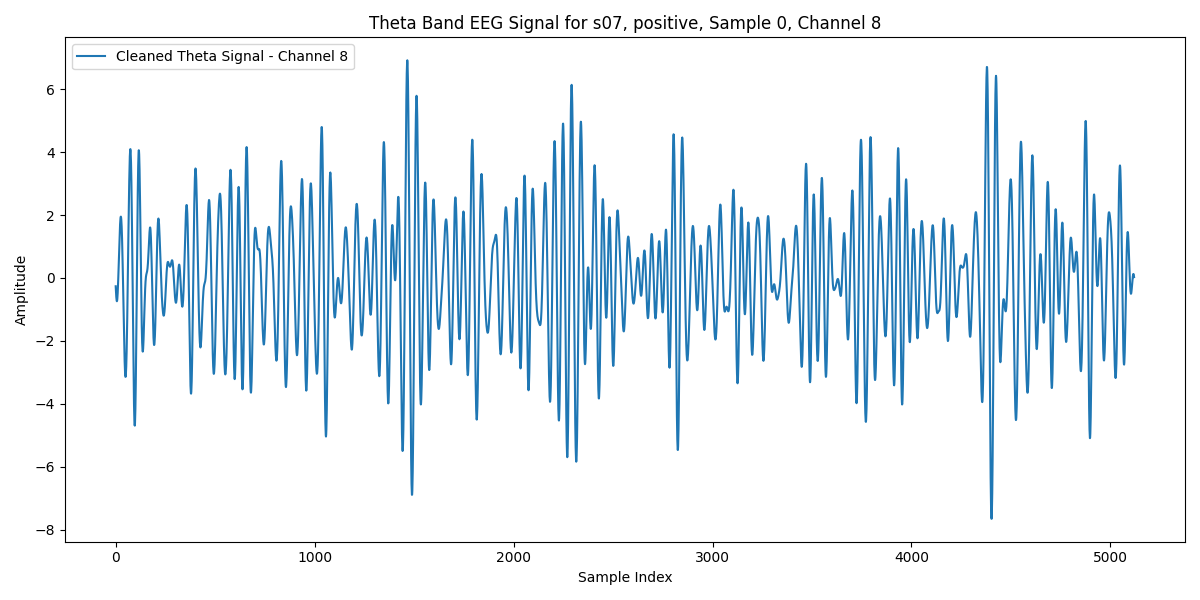 Theta Band EEG Signal for s07, positive, Sample 0, Channel 8
Cleaned Theta Signal - Channel 8
Amplitude
6
4
2
0
−2
−4
−6
−8
0 1000 2000 3000 4000 5000
Sample Index